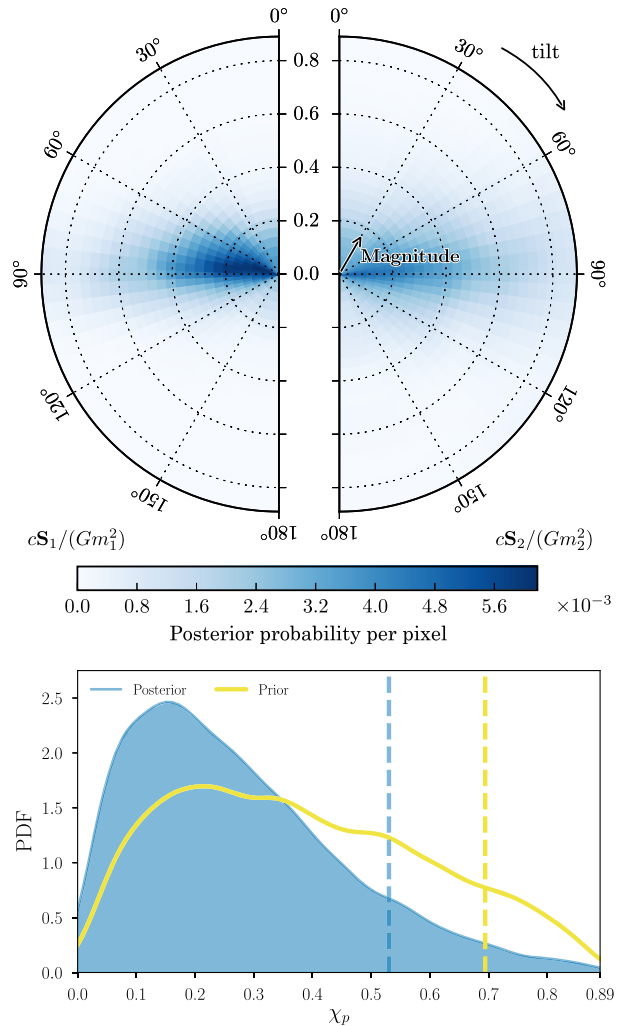 0° 0°
30° 0.8 30° tilt
60° 0.6 60°
0.4
0.2
Magnitude
90° 0.0 90°
120° 120°
150° 150°
180° 180°
cS₁/(Gm₁²) cS₂/(Gm₂²)
0.0 0.8 1.6 2.4 3.2 4.0 4.8 5.6 ×10⁻³
Posterior probability per pixel
Posterior Prior
2.5
2.0
1.5
1.0
0.5
0.0
PDF
0.0 0.1 0.2 0.3 0.4 0.5 0.6 0.7 0.8 0.89
χₚ